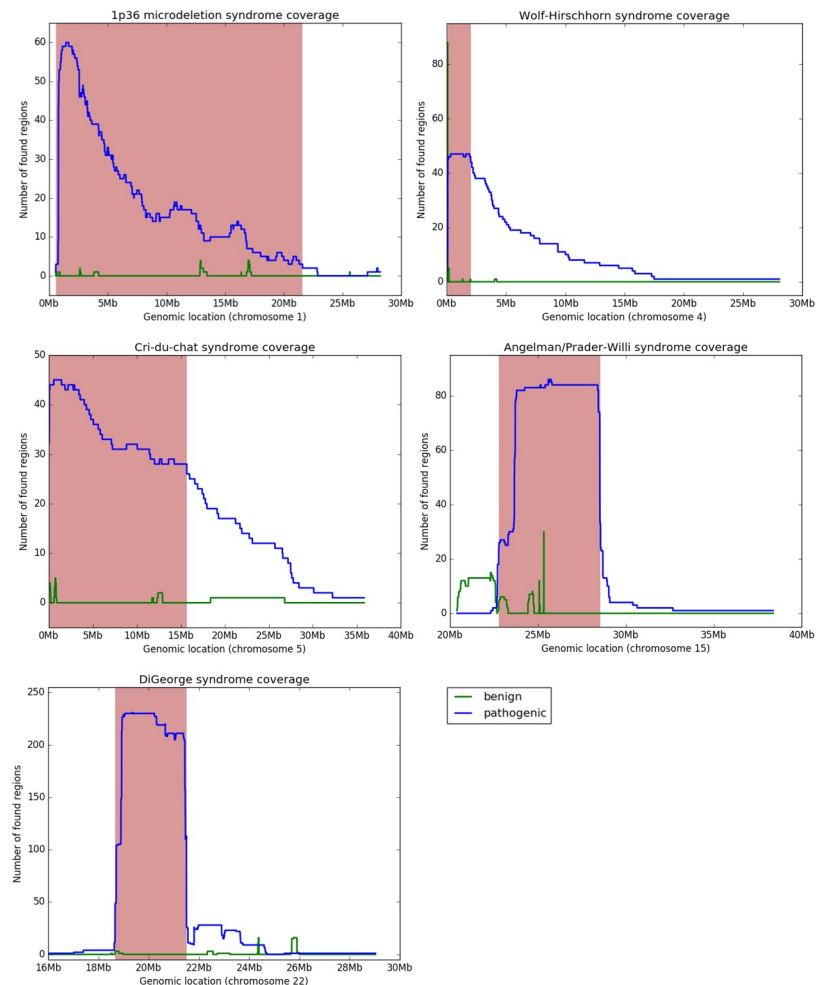 1p36 microdeletion syndrome coverage
Number of found regions
60
50
40
30
20
10
0
0Mb 5Mb 10Mb 15Mb 20Mb 25Mb 30Mb
Genomic location (chromosome 1)
Wolf-Hirschhorn syndrome coverage
Number of found regions
80
60
40
20
0
0Mb 5Mb 10Mb 15Mb 20Mb 25Mb 30Mb
Genomic location (chromosome 4)
Cri-du-chat syndrome coverage
Number of found regions
50
40
30
20
10
0
0Mb 5Mb 10Mb 15Mb 20Mb 25Mb 30Mb 35Mb 40Mb
Genomic location (chromosome 5)
Angelman/Prader-Willi syndrome coverage
Number of found regions
80
60
40
20
0
20Mb 25Mb 30Mb 35Mb 40Mb
Genomic location (chromosome 15)
DiGeorge syndrome coverage
Number of found regions
250
200
150
100
50
0
16Mb 18Mb 20Mb 22Mb 24Mb 26Mb 28Mb 30Mb
Genomic location (chromosome 22)
benign
pathogenic